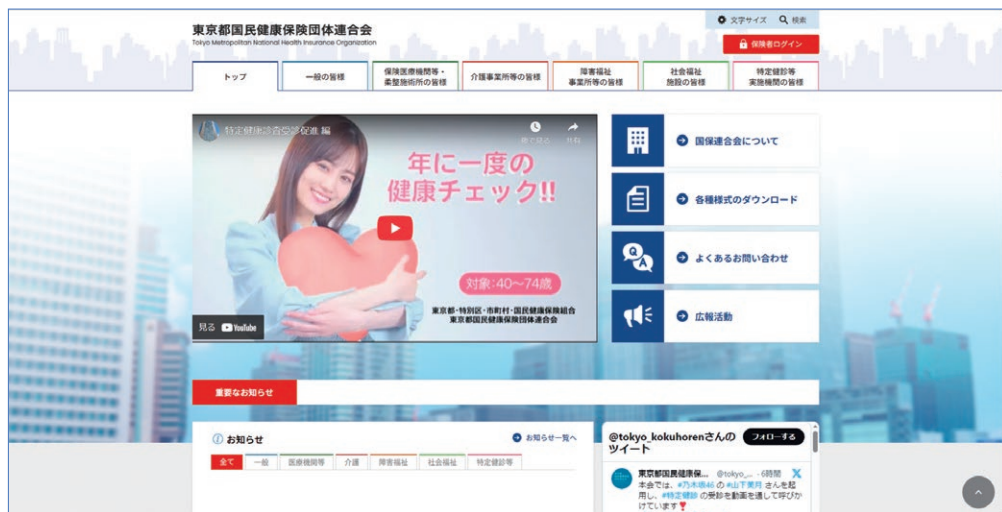 東京都国民健康保険団体連合会
Tokyo Metropolitan National Health Insurance Organization
文字サイズ 検索
保険者ログイン
トップ
一般の皆様
保険医療機関等・
柔整施術所の皆様
介護事業所等の皆様
障害福祉
事業所等の皆様
社会福祉
施設の皆様
特定健診等
実施機関の皆様
特定健康診査受診促進 編
後で見る 共有
年に一度の
健康チェック!!
対象:40〜74歳
東京都・特別区・市町村・国民健康保険組合
東京都国民健康保険団体連合会
見る YouTube
国保連合会について
各種様式のダウンロード
Q A
よくあるお問い合わせ
広報活動
重要なお知らせ
お知らせ
お知らせ一覧へ
全て 一般 医療機関等 介護 障害福祉 社会福祉 特定健診等
@tokyo_kokuhorenさんの
ツイート
フォローする
東京都国民健康保... @tokyo_... · 6時間
本会では、#乃木坂46 の #山下美月 さんを起
用し、#特定健診 の受診を動画を通して呼びか
けています❣